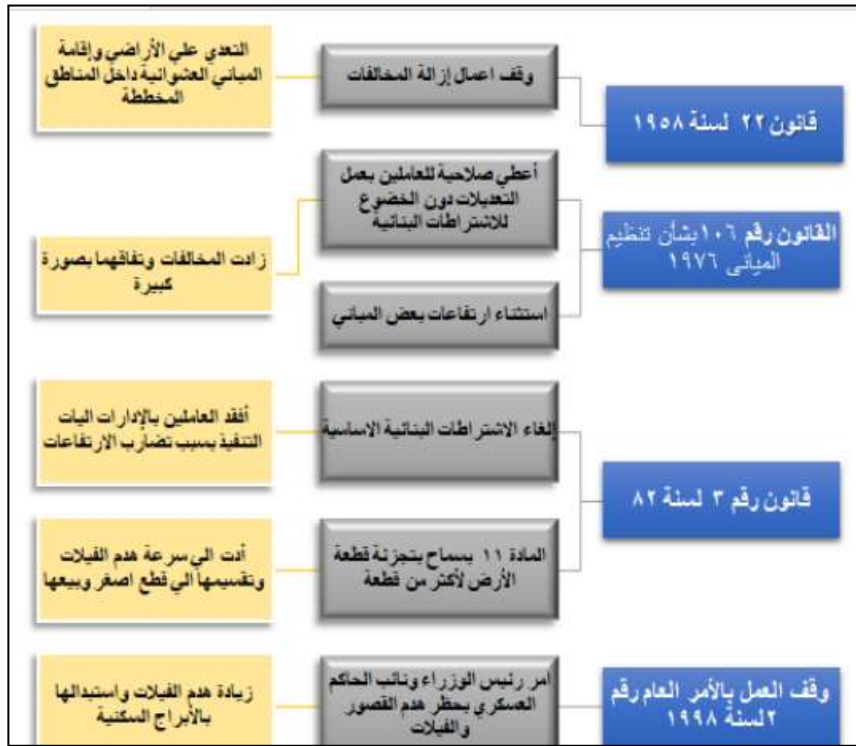 قانون ٢٢ لسنة ١٩٥٨
وقف اعمال إزالة المخالفات
التعدي علي الأراضي وإقامة
المباني العشوائية داخل المناطق
المخططة
القانون رقم ١٠٦ بشأن تنظيم
المباني ١٩٧٦
أعطي صلاحية للعاملين بعمل
التعديلات دون الخضوع
للاشتراطات البنائية
زادت المخالفات وتفاقهما بصورة
كبيرة
استثناء ارتفاعات بعض المباني
قانون رقم ٣ لسنة ٨٢
إلغاء الاشتراطات البنائية الاساسية
أفقد العاملين بالإدارات اليات
التنفيذ بسبب تضارب الارتفاعات
المادة ١١ يسماح بتجزئة قطعة
الأرض لأكثر من قطعة
أدت الي سرعة هدم الفيلات
وتقسيمها الي قطع اصغر وبيعها
وقف العمل بالأمر العام رقم
٢ لسنة ١٩٩٨
امر رئيس الوزراء ونائب الحاكم
العسكري بحظر هدم القصور
والفيلات
زيادة هدم الفيلات واستبدالها
بالأبراج السكنية